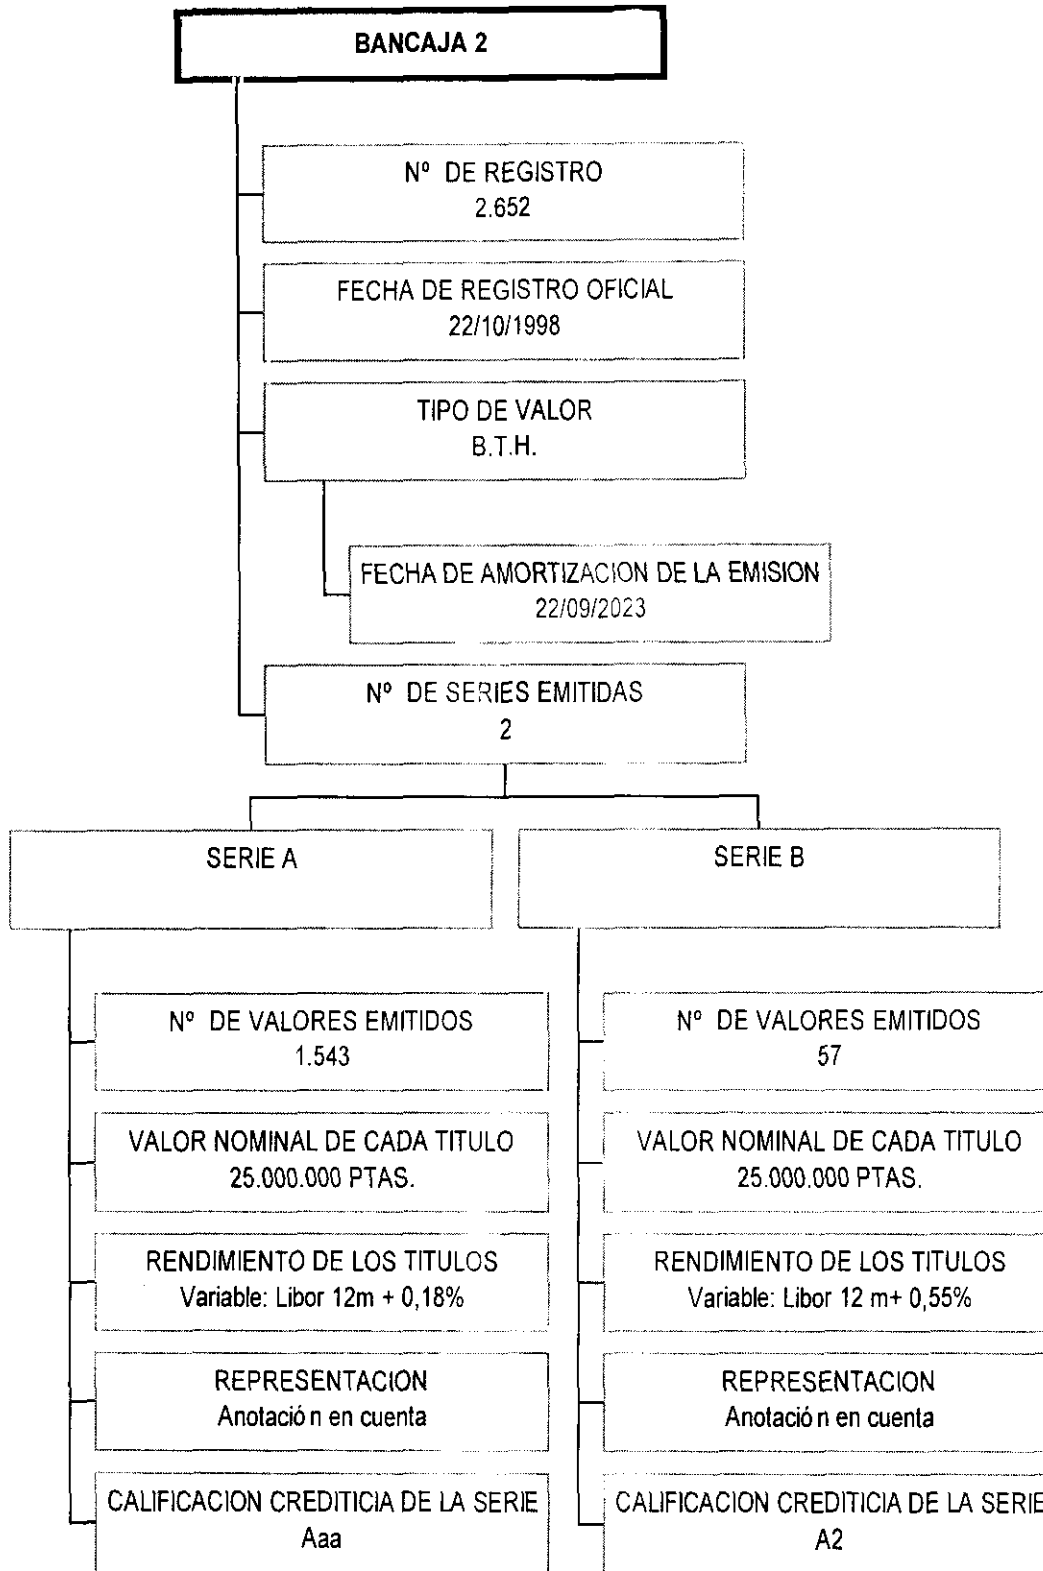 BANCAJA 2
Nº DE REGISTRO
2.652
FECHA DE REGISTRO OFICIAL
22/10/1998
TIPO DE VALOR
B.T.H.
FECHA DE AMORTIZACION DE LA EMISION
22/09/2023
Nº DE SERIES EMITIDAS
2
SERIE A
SERIE B
Nº DE VALORES EMITIDOS
1.543
VALOR NOMINAL DE CADA TITULO
25.000.000 PTAS.
RENDIMIENTO DE LOS TITULOS
Variable: Libor 12m + 0,18%
REPRESENTACION
Anotación en cuenta
CALIFICACION CREDITICIA DE LA SERIE
Aaa
Nº DE VALORES EMITIDOS
57
VALOR NOMINAL DE CADA TITULO
25.000.000 PTAS.
RENDIMIENTO DE LOS TITULOS
Variable: Libor 12 m+ 0,55%
REPRESENTACION
Anotación en cuenta
CALIFICACION CREDITICIA DE LA SERIE
A2